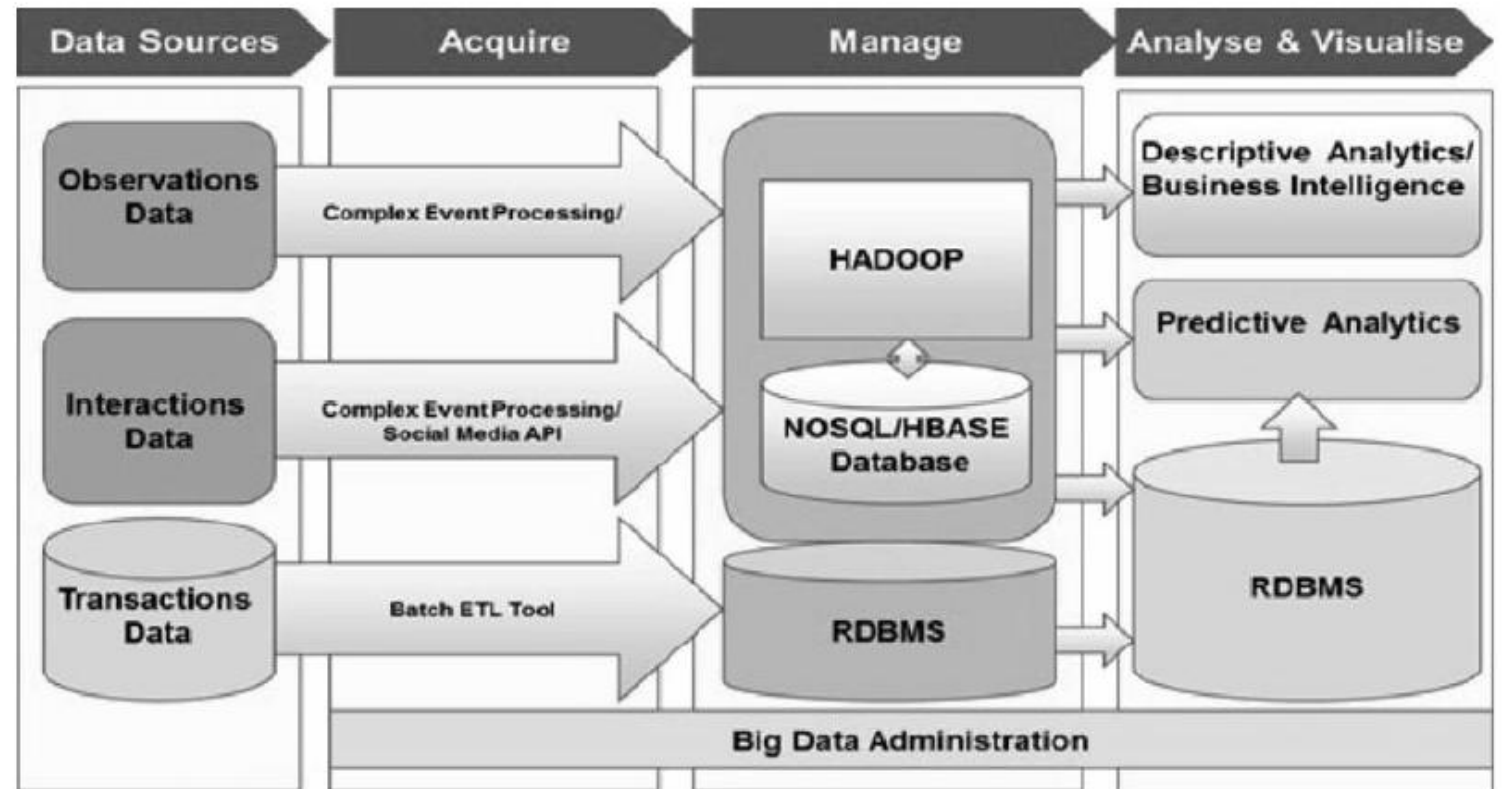 Data Sources
Acquire
Manage
Analyse & Visualise
Observations
Data
Complex Event Processing/
HADOOP
Descriptive Analytics/
Business Intelligence
Predictive Analytics
Interactions
Data
Complex Event Processing/
Social Media API
NOSQL/HBASE
Database
Transactions
Data
Batch ETL Tool
RDBMS
RDBMS
Big Data Administration